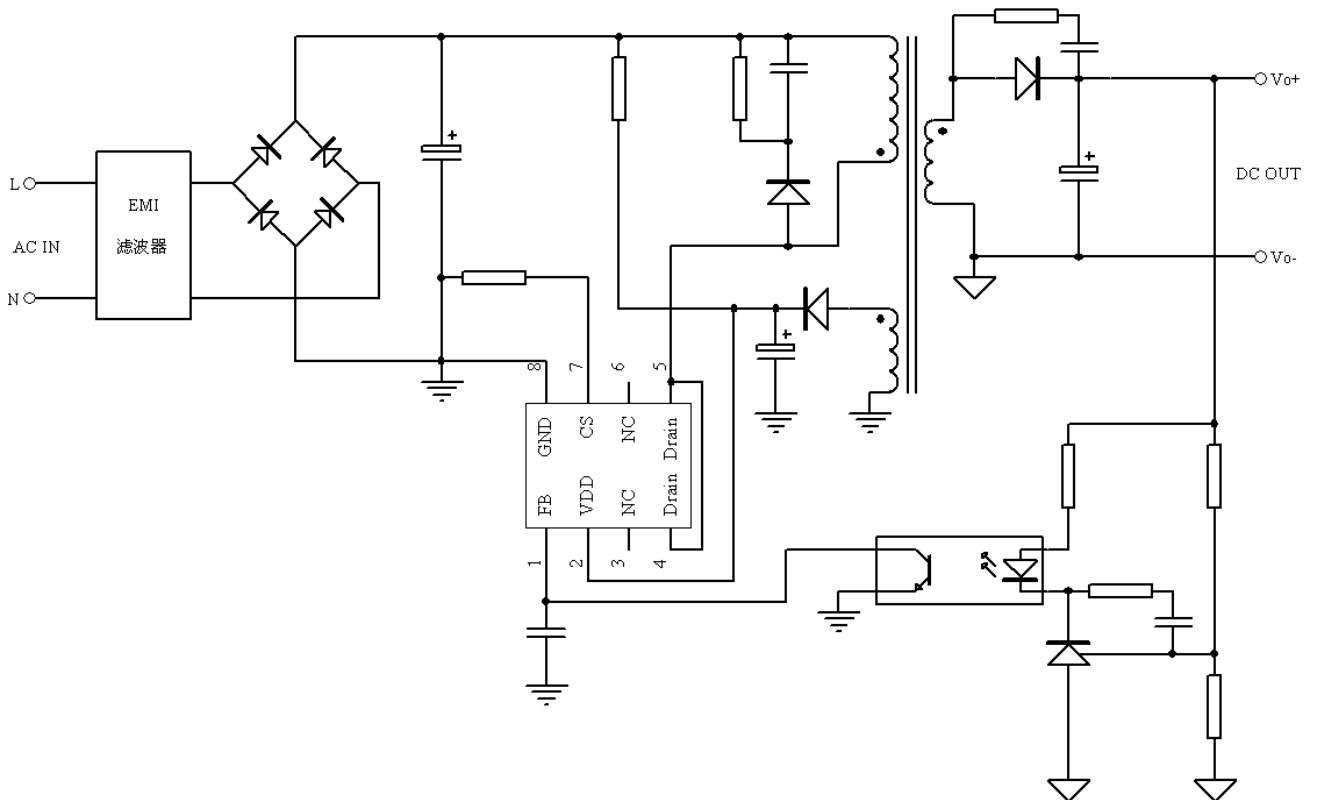 Vo+
DC OUT
Vo-
L
EMI
AC IN
滤波器
N
+
+
+
8
7
6
5
GND
CS
NC
Drain
FB
VDD
NC
Drain
1
2
3
4